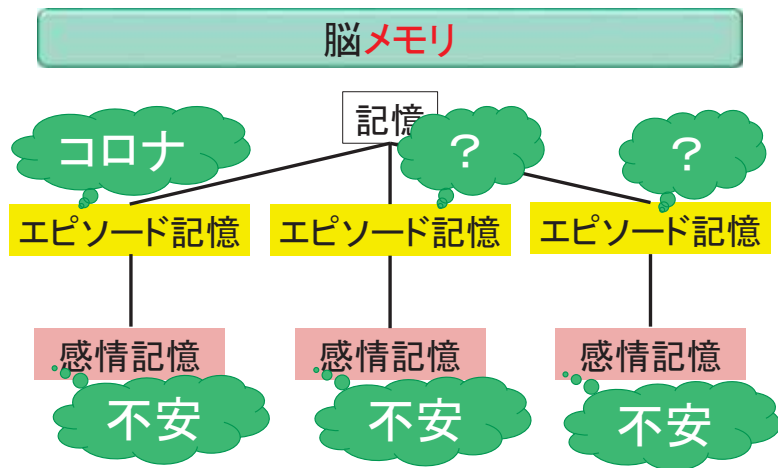 脳メモリ
記憶
コロナ
?
?
エピソード記憶
エピソード記憶
エピソード記憶
感情記憶
感情記憶
感情記憶
不安
不安
不安